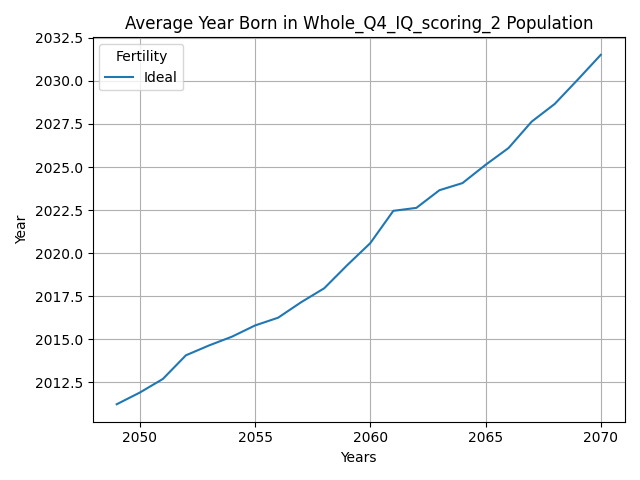 Average Year Born in Whole_Q4_IQ_scoring_2 Population
2032.5
2030.0
2027.5
2025.0
2022.5
2020.0
2017.5
2015.0
2012.5
Year
Fertility
Ideal
2050 2055 2060 2065 2070
Years